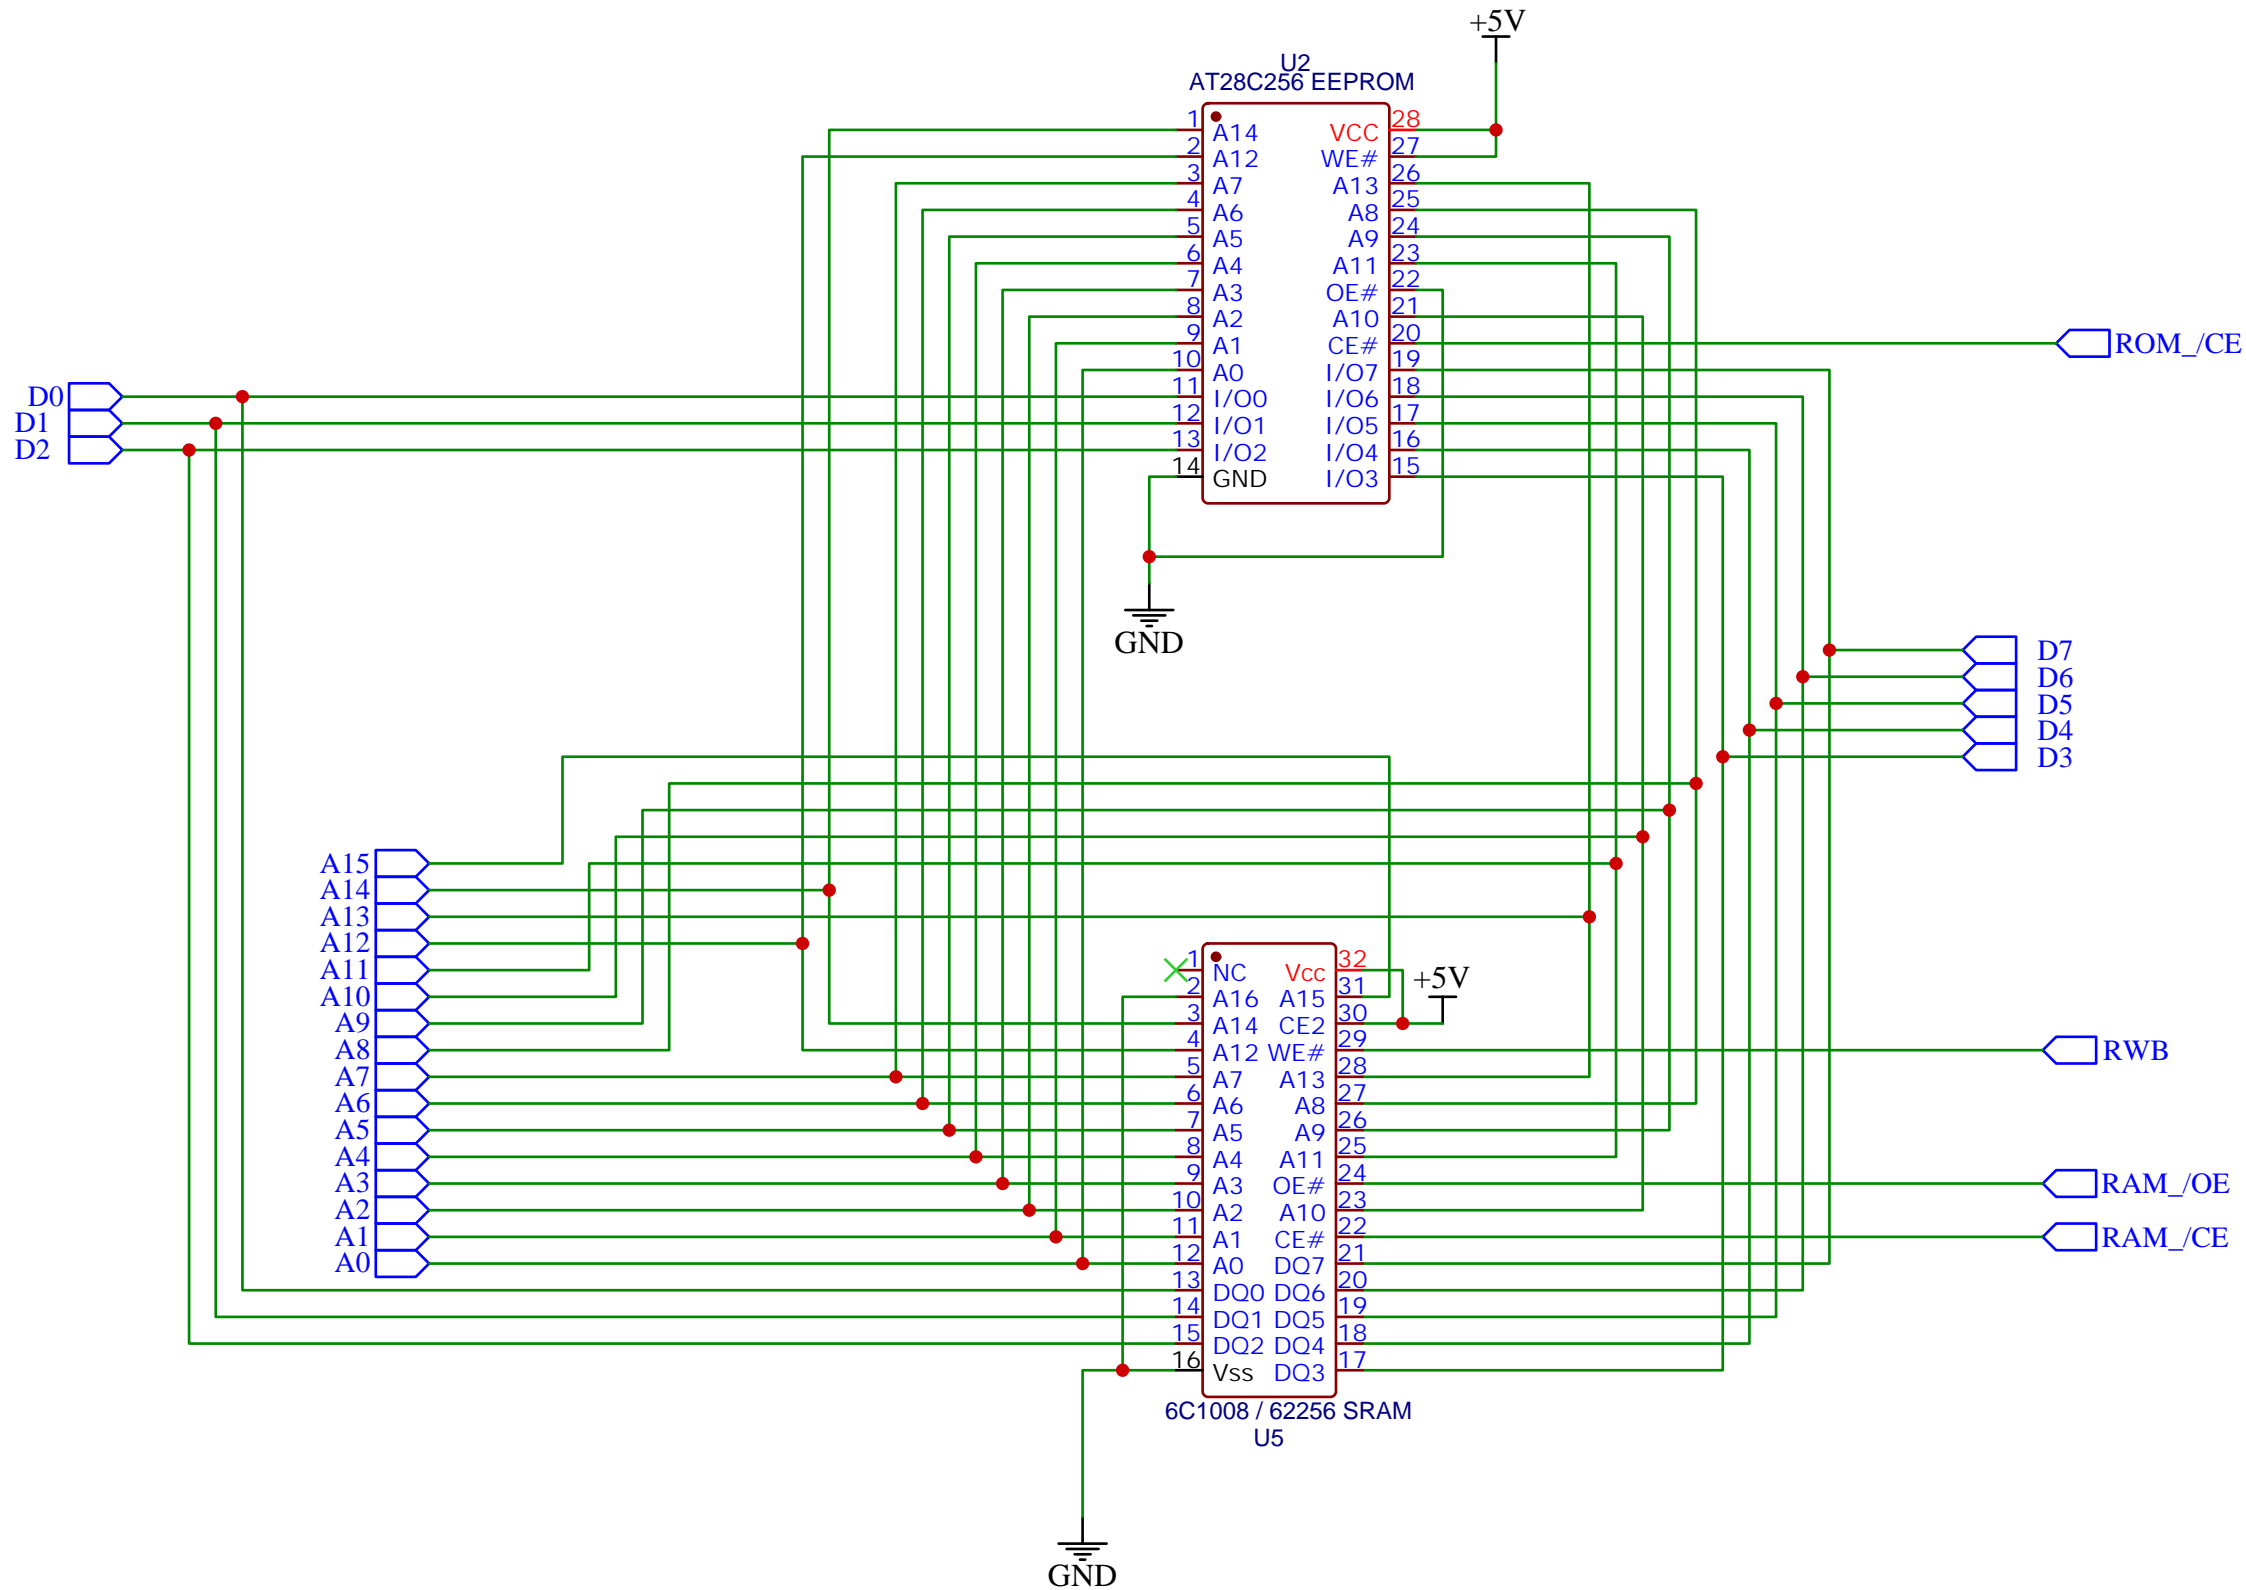 +5V
U2
AT28C256 EEPROM
1 A14 VCC 28
2 A12 WE# 27
3 A7 A13 26
4 A6 A8 25
5 A5 A9 24
6 A4 A11 23
7 A3 OE# 22
8 A2 A10 21
9 A1 CE# 20 ROM_/CE
10 A0 I/O7 19
D0 11 I/O0 I/O6 18
D1 12 I/O1 I/O5 17
D2 13 I/O2 I/O4 16
14 GND I/O3 15
GND
D7
D6
D5
D4
D3
A15
A14
A13
A12
A11 1 NC Vcc 32 +5V
A10 2 A16 A15 31
A9 3 A14 CE2 30
A8 4 A12 WE# 29 RWB
A7 5 A7 A13 28
A6 6 A6 A8 27
A5 7 A5 A9 26
A4 8 A4 A11 25
A3 9 A3 OE# 24 RAM_/OE
A2 10 A2 A10 23
A1 11 A1 CE# 22 RAM_/CE
A0 12 A0 DQ7 21
13 DQ0 DQ6 20
14 DQ1 DQ5 19
15 DQ2 DQ4 18
16 Vss DQ3 17
6C1008 / 62256 SRAM
U5
GND